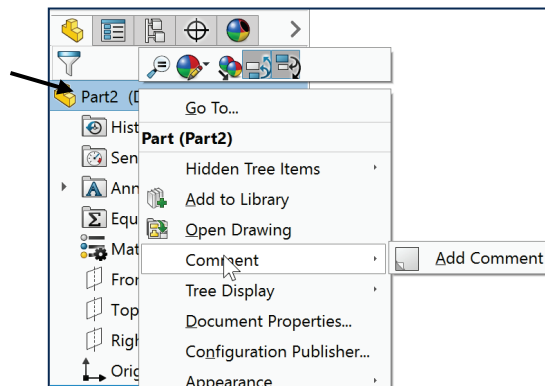 Part2 (D
Go To...
Hist
Part (Part2)
Sen
Hidden Tree Items
Ann
Add to Library
Equ
Open Drawing
Mat
Comment
Add Comment
Fron
Tree Display
Top
Document Properties...
Righ
Configuration Publisher...
Orig
Appearance